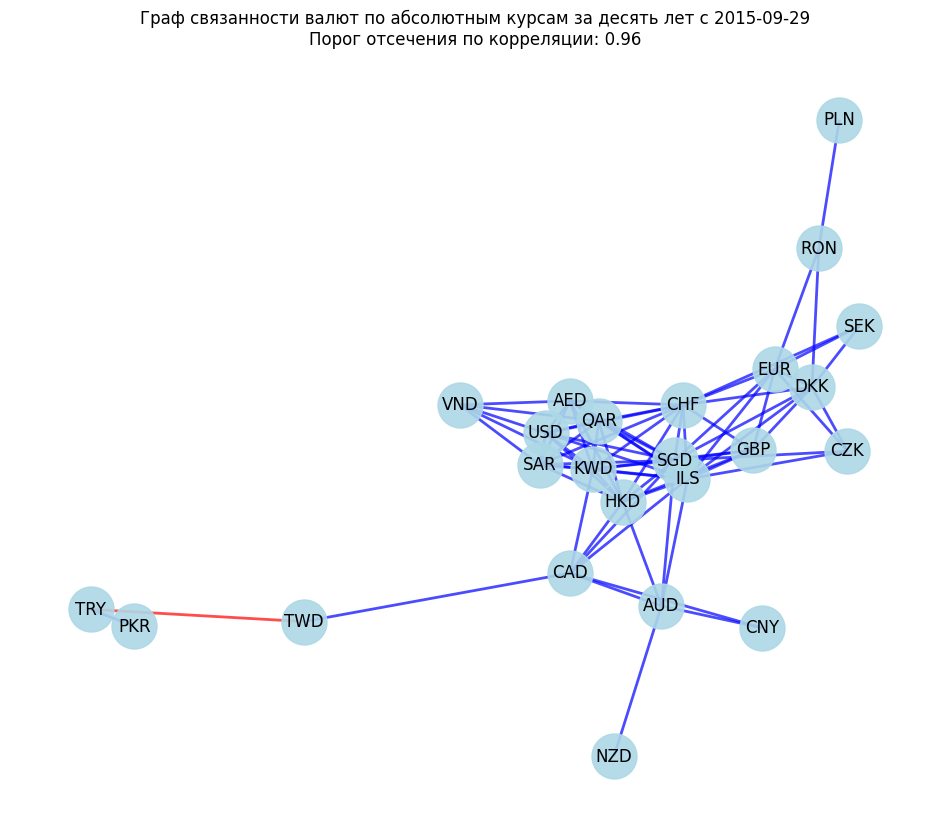 Граф связанности валют по абсолютным курсам за десять лет с 2015-09-29
Порог отсечения по корреляции: 0.96
PLN
RON
SEK
EUR
DKK
VND
AED
CHF
QAR
USD
GBP
CZK
SAR
KWD
SGD
ILS
HKD
CAD
AUD
TRY
PKR
TWD
CNY
NZD